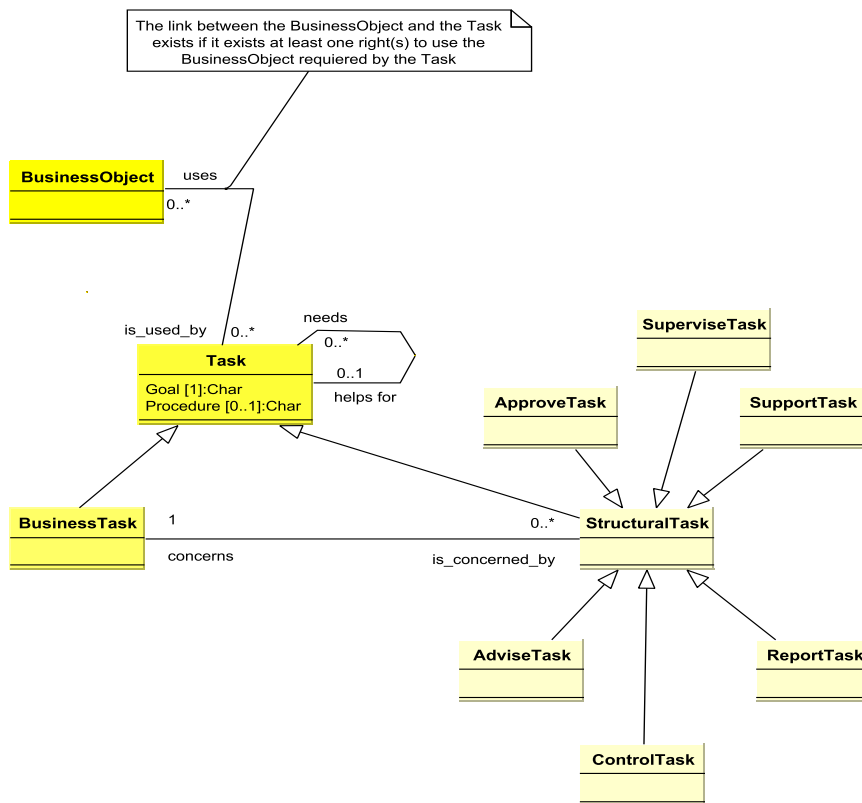 The link between the BusinessObject and the Task
exists if it exists at least one right(s) to use the
BusinessObject requiered by the Task
BusinessObject
uses
0..*
is_used_by
0..*
needs
0..*
Task
Goal [1]:Char
Procedure [0..1]:Char
0..1
helps for
SuperviseTask
ApproveTask
SupportTask
BusinessTask
1
concerns
0..*
is_concerned_by
StructuralTask
AdviseTask
ReportTask
ControlTask